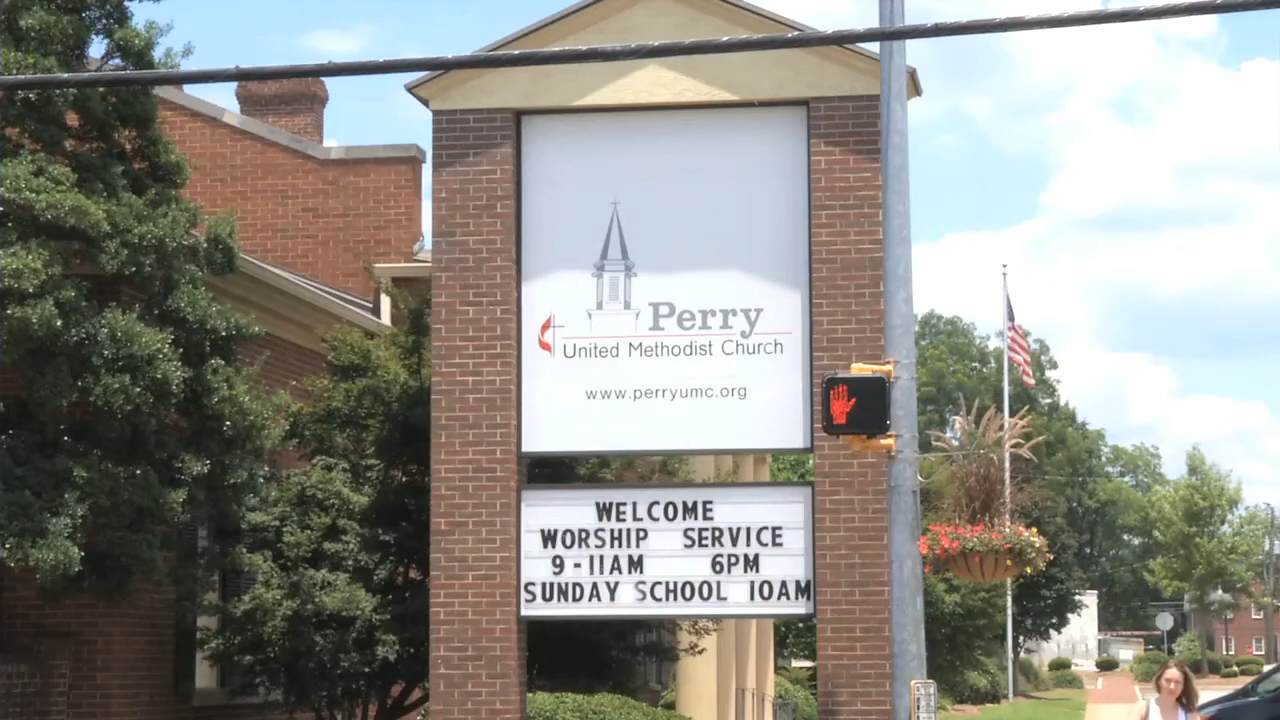 Perry
United Methodist Church
www.perryumc.org
WELCOME
WORSHIP SERVICE
9-11AM 6PM
SUNDAY SCHOOL 10AM